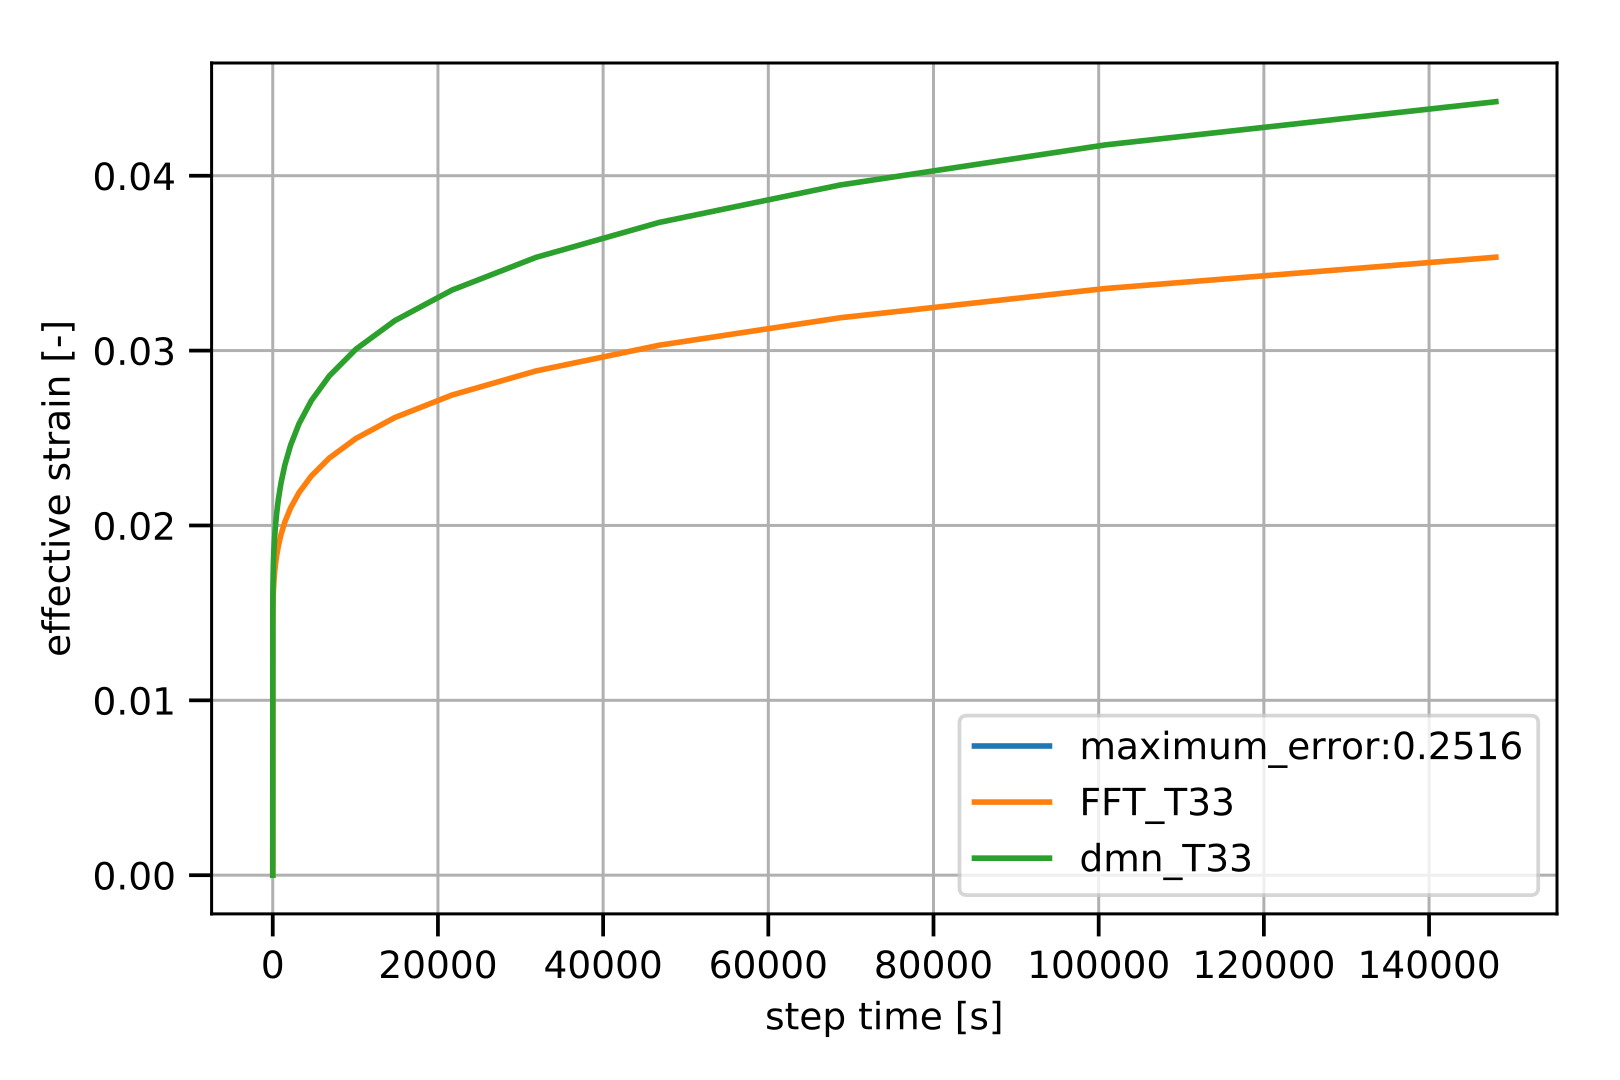 0.04
0.03
0.02
0.01
0.00
effective strain [-]
maximum_error:0.2516
FFT_T33
dmn_T33
0 20000 40000 60000 80000 100000 120000 140000
step time [s]